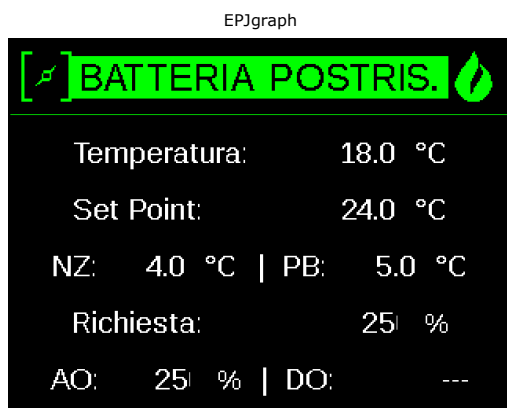 EPJgraph
BATTERIA POSTRIS.
Temperatura: 18.0 °C
Set Point: 24.0 °C
NZ: 4.0 °C | PB: 5.0 °C
Richiesta: 25 %
AO: 25 % | DO: ---